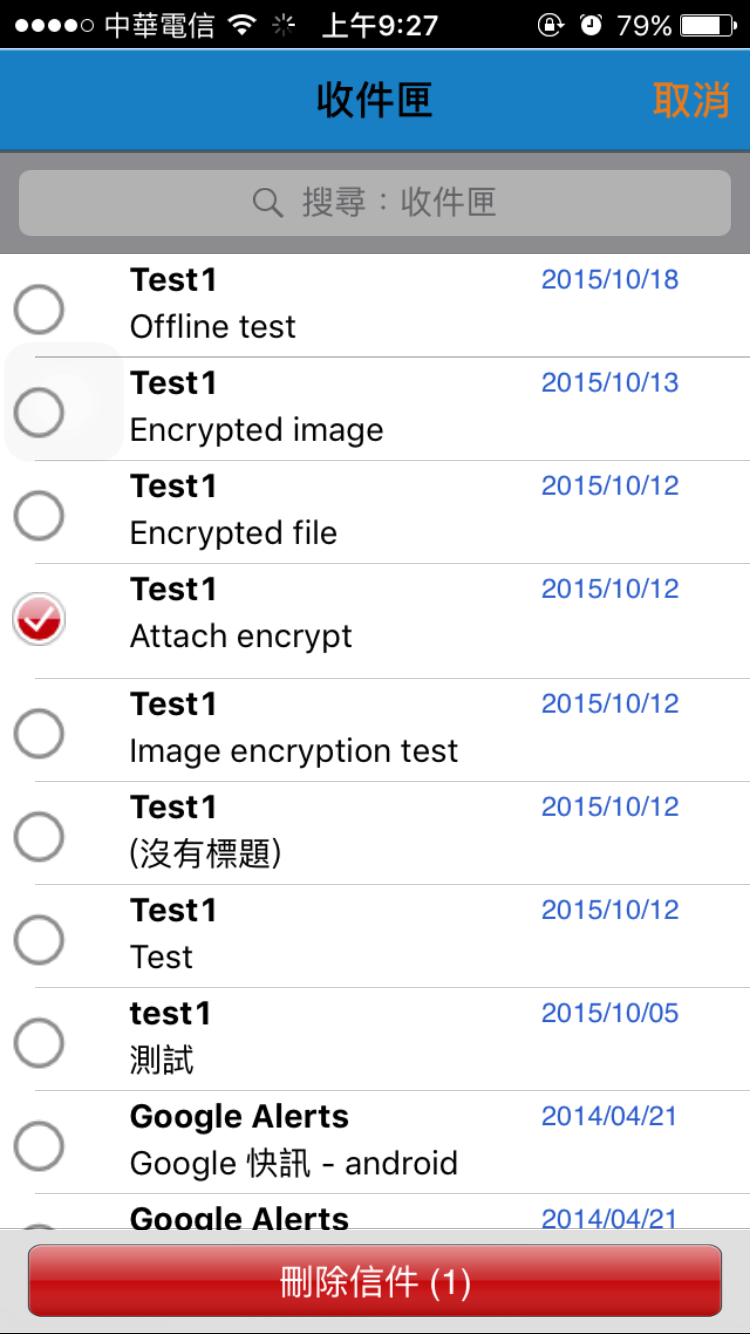 中華電信 上午9:27 79%
收件匣 取消
搜尋：收件匣
Test1 2015/10/18
Offline test
Test1 2015/10/13
Encrypted image
Test1 2015/10/12
Encrypted file
Test1 2015/10/12
Attach encrypt
Test1 2015/10/12
Image encryption test
Test1 2015/10/12
(沒有標題)
Test1 2015/10/12
Test
test1 2015/10/05
測試
Google Alerts 2014/04/21
Google 快訊 - android
Google Alerts 2014/04/21
刪除信件 (1)